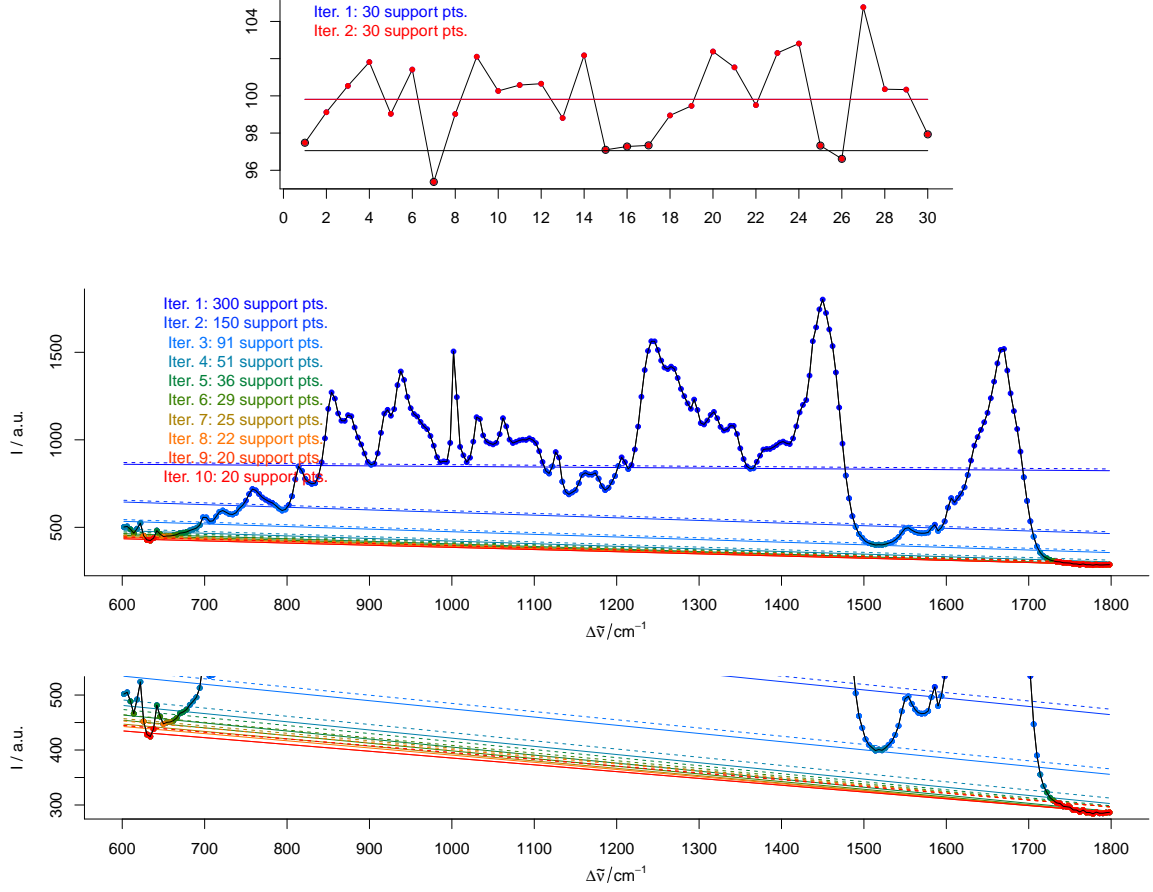 Iter. 1: 30 support pts.
Iter. 2: 30 support pts.
104
100
98
96
0 2 4 6 8 10 12 14 16 18 20 22 24 26 28 30
Iter. 1: 300 support pts.
Iter. 2: 150 support pts.
Iter. 3: 91 support pts.
Iter. 4: 51 support pts.
Iter. 5: 36 support pts.
Iter. 6: 29 support pts.
Iter. 7: 25 support pts.
Iter. 8: 22 support pts.
Iter. 9: 20 support pts.
Iter. 10: 20 support pts.
I / a.u.
1500
1000
500
600 700 800 900 1000 1100 1200 1300 1400 1500 1600 1700 1800
Δν̃/cm⁻¹
I / a.u.
500
400
300
600 700 800 900 1000 1100 1200 1300 1400 1500 1600 1700 1800
Δν̃/cm⁻¹